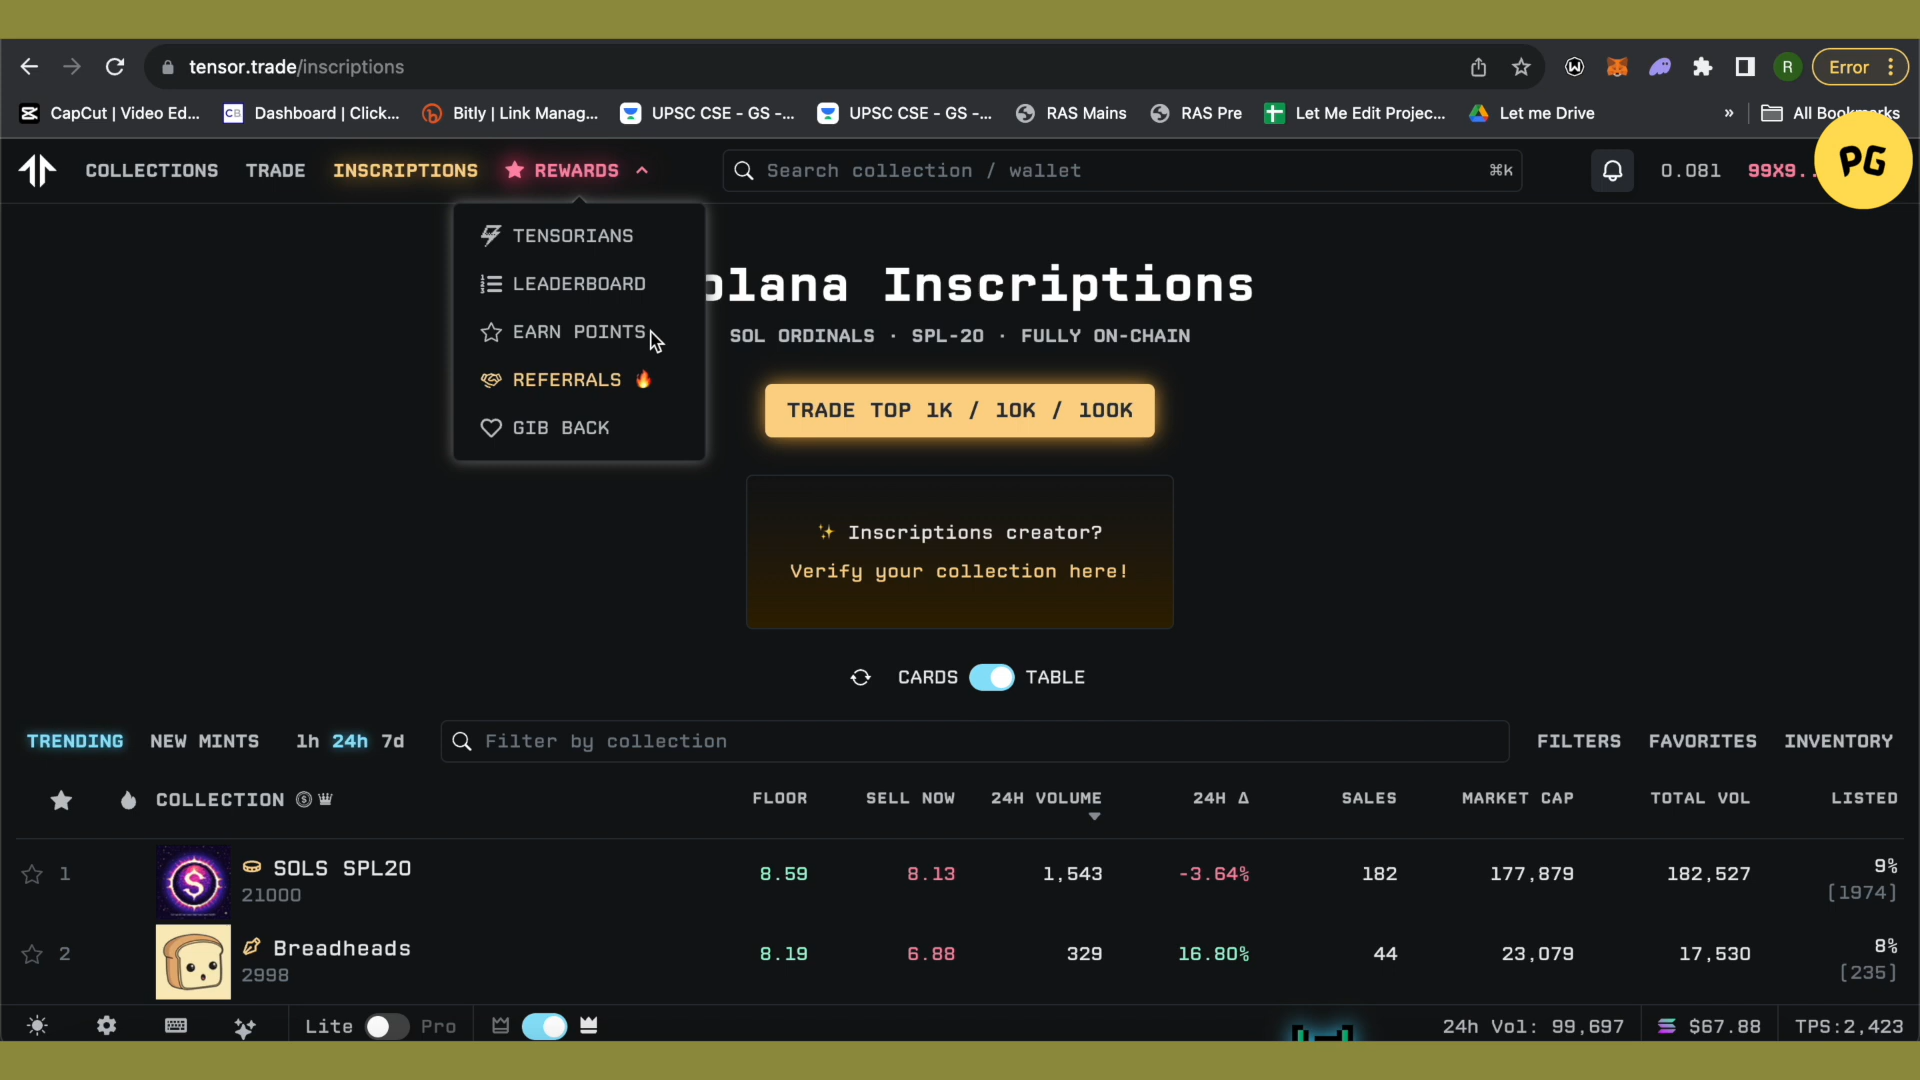 tensor.trade/inscriptions
R
Error
CapCut | Video Ed...
CB
Dashboard | Click...
Bitly | Link Manag...
UPSC CSE - GS -...
UPSC CSE - GS -...
RAS Mains
RAS Pre
Let Me Edit Projec...
Let me Drive
»
All Bookmarks
COLLECTIONS
TRADE
INSCRIPTIONS
REWARDS
Search collection / wallet
⌘K
0.081
99X9..
PG
TENSORIANS
LEADERBOARD
EARN POINTS
REFERRALS 🔥
GIB BACK
olana Inscriptions
SOL ORDINALS · SPL-20 · FULLY ON-CHAIN
TRADE TOP 1K / 10K / 100K
✨ Inscriptions creator?
Verify your collection here!
CARDS
TABLE
TRENDING
NEW MINTS
1h 24h 7d
Filter by collection
FILTERS
FAVORITES
INVENTORY
COLLECTION
FLOOR
SELL NOW
24H VOLUME
24H Δ
SALES
MARKET CAP
TOTAL VOL
LISTED
1
SOLS SPL20
21000
8.59
8.13
1,543
-3.64%
182
177,879
182,527
9%
[1974]
2
Breadheads
2998
8.19
6.88
329
16.80%
44
23,079
17,530
8%
[235]
Lite
Pro
24h Vol: 99,697
$67.88
TPS:2,423